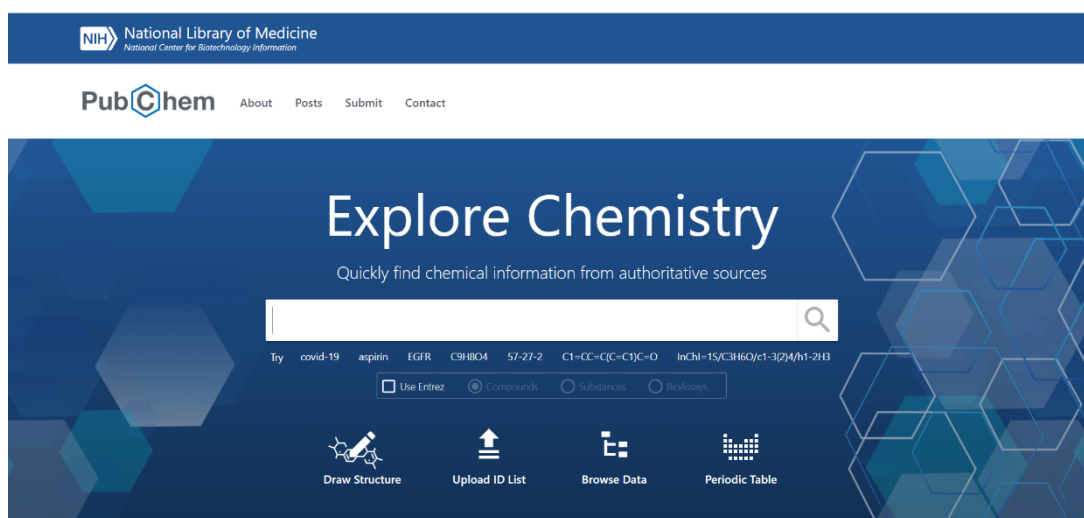 NIH National Library of Medicine
National Center for Biotechnology Information
PubChem About Posts Submit Contact
Explore Chemistry
Quickly find chemical information from authoritative sources
Try covid-19 aspirin EGFR C9H8O4 57-27-2 C1=CC=C(C=C1)C=O InChI=1S/C3H6O/c1-3(2)4/h1-2H3
Use Entrez Compounds Substances BioAssays
Draw Structure Upload ID List Browse Data Periodic Table